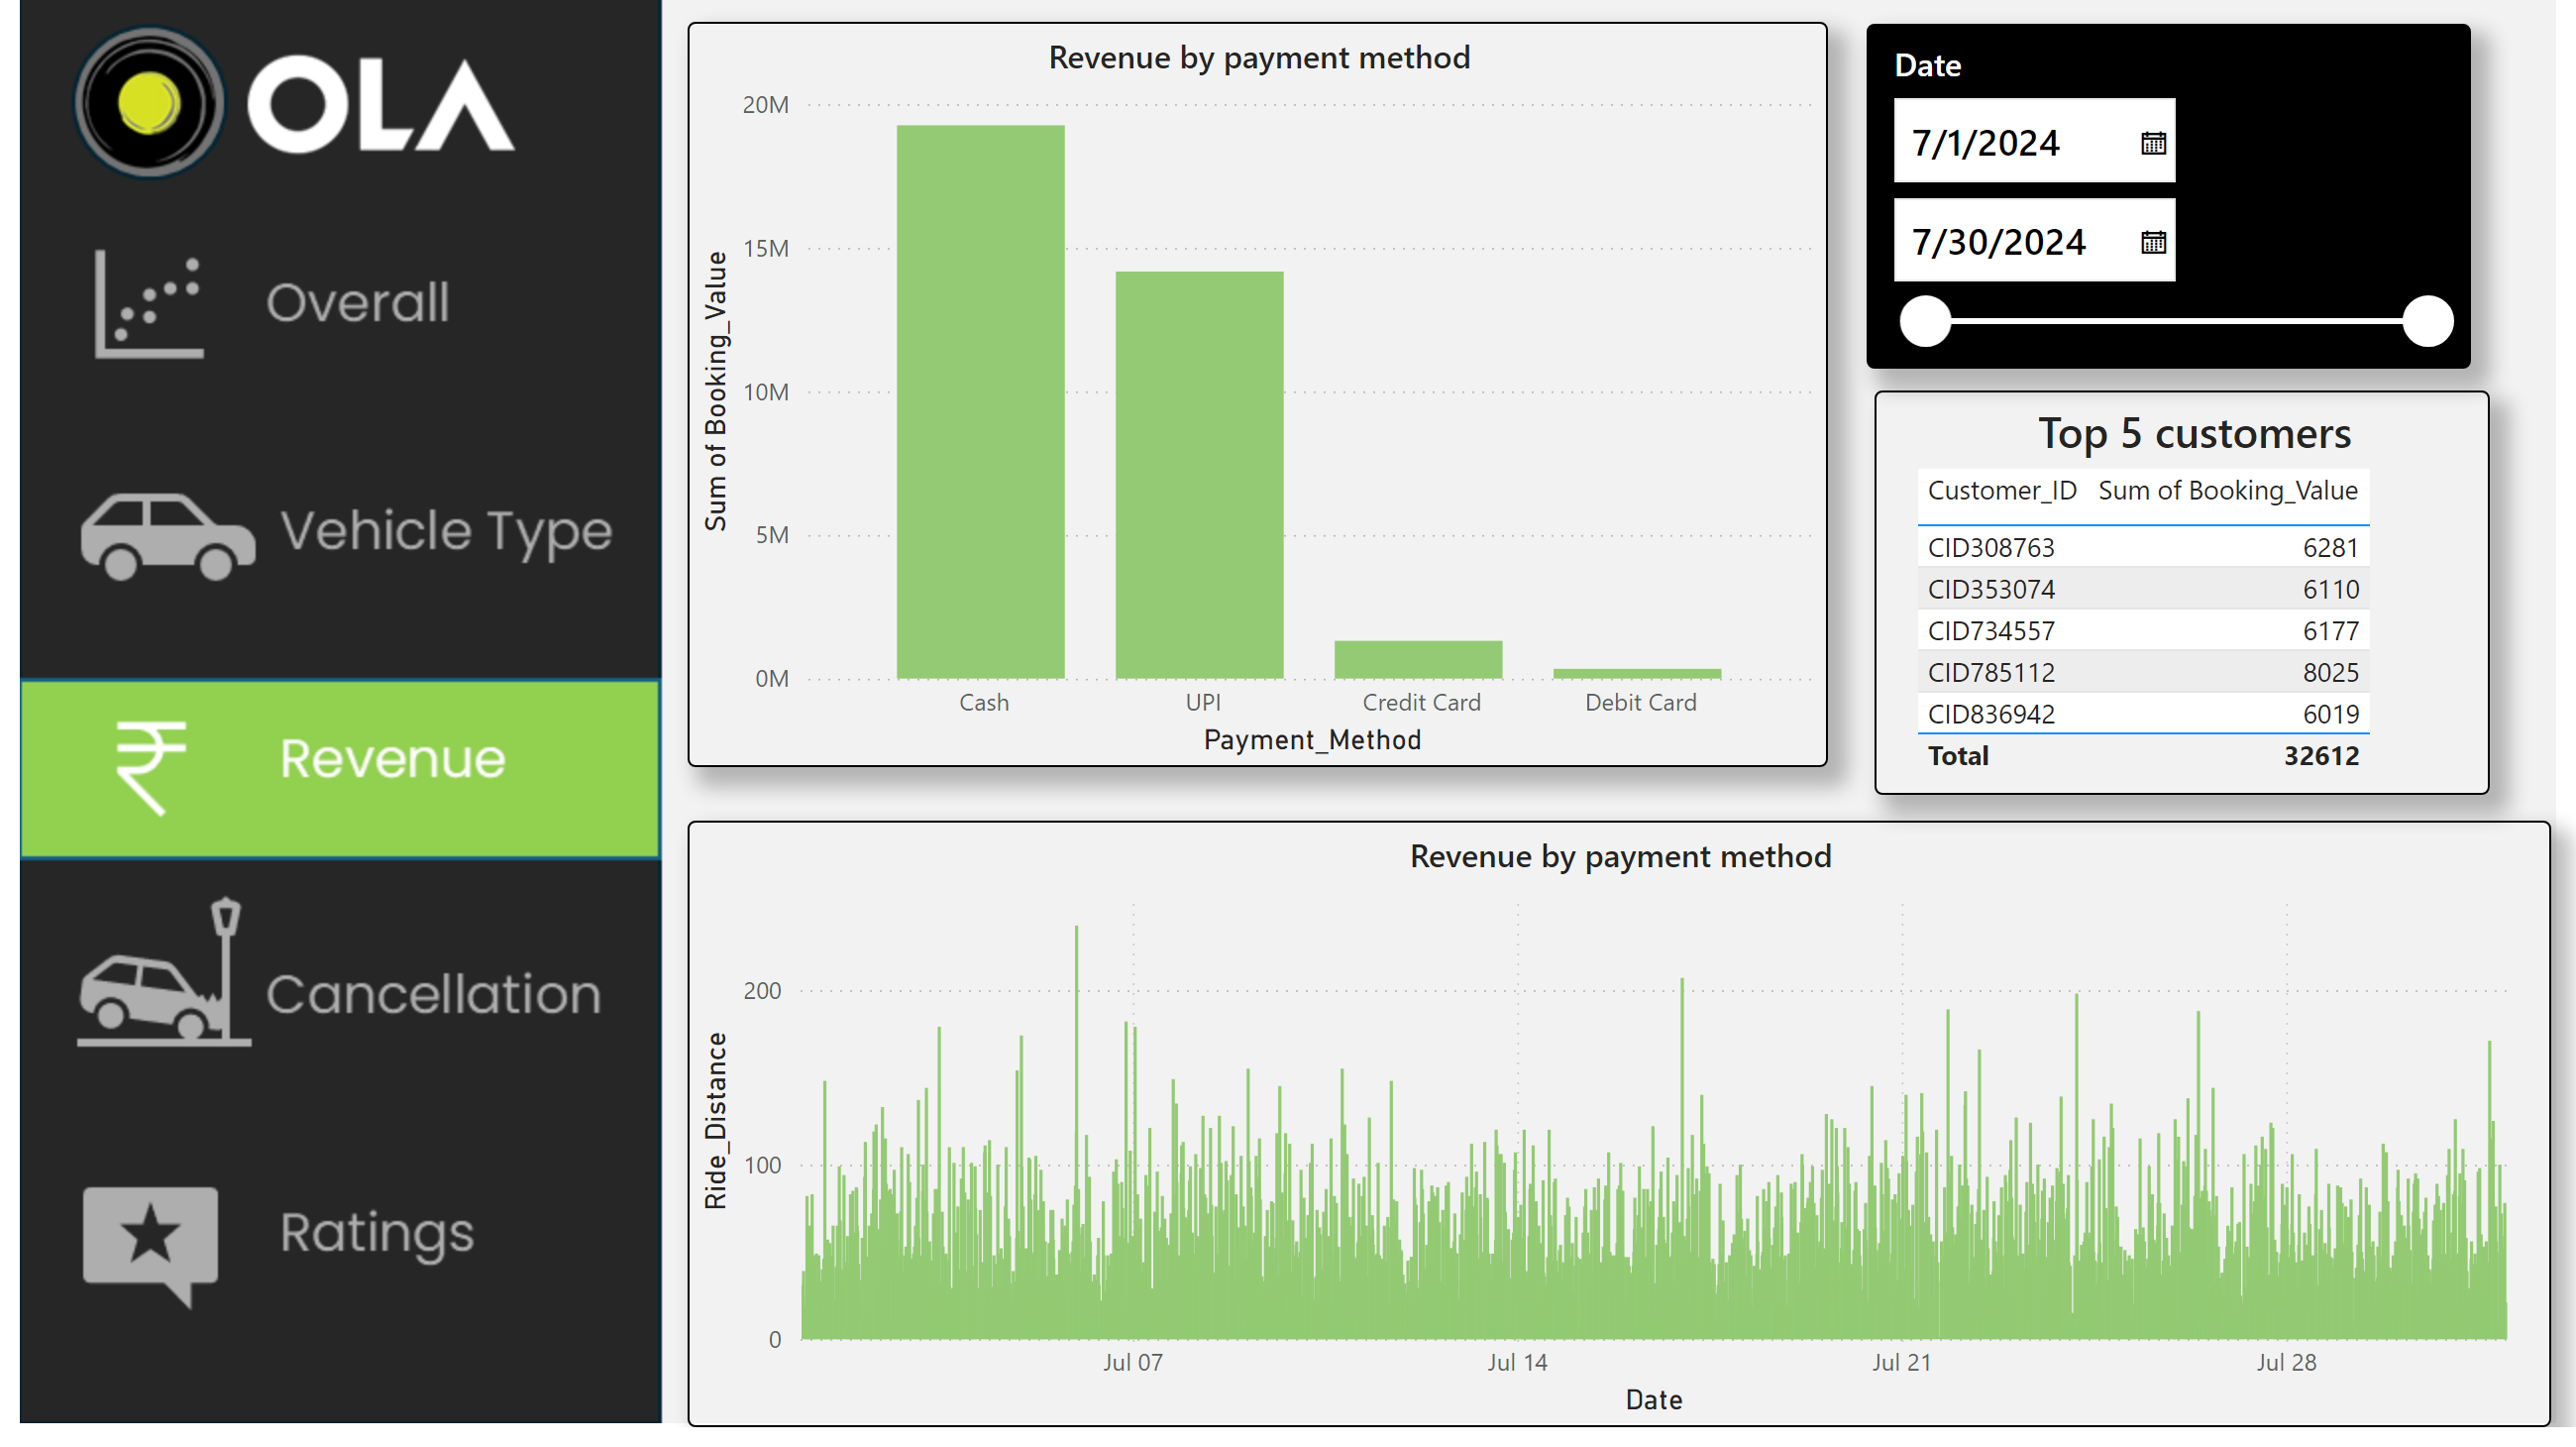 OLA
Overall
Vehicle Type
Revenue
Cancellation
Ratings
Revenue by payment method
20M
15M
10M
5M
0M
Sum of Booking_Value
Cash UPI Credit Card Debit Card
Payment_Method
Date
7/1/2024
7/30/2024
Top 5 customers
Customer_ID Sum of Booking_Value
CID308763 6281
CID353074 6110
CID734557 6177
CID785112 8025
CID836942 6019
Total 32612
Revenue by payment method
200
100
0
Ride_Distance
Jul 07 Jul 14 Jul 21 Jul 28
Date